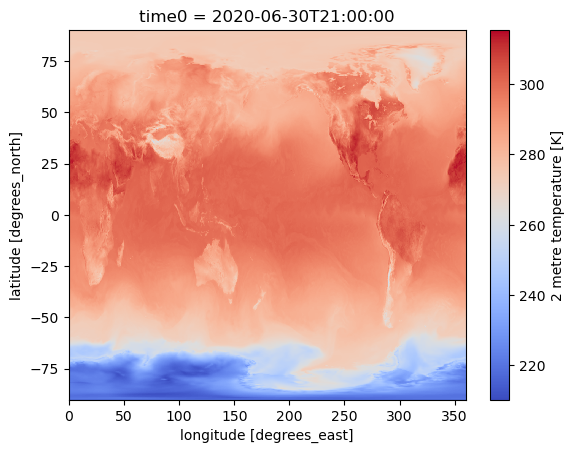 time0 = 2020-06-30T21:00:00
latitude [degrees_north]
75
50
25
0
−25
−50
−75
0 50 100 150 200 250 300 350
longitude [degrees_east]
300
280
260
240
220
2 metre temperature [K]